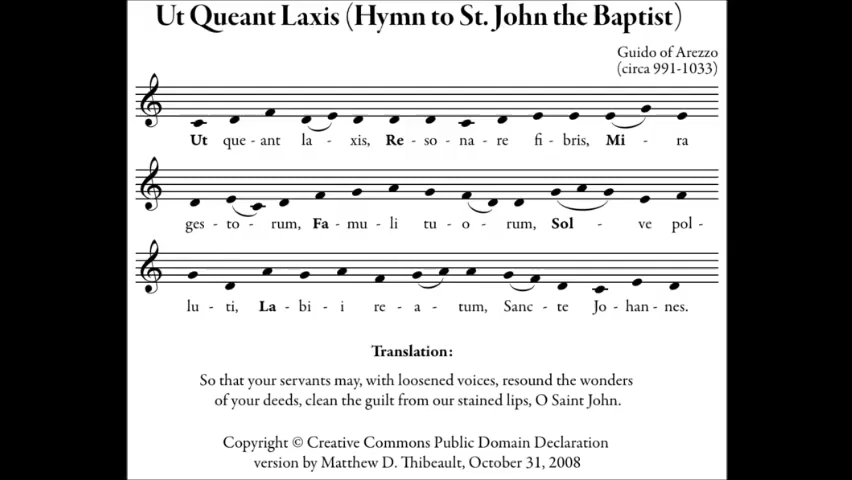 Ut Queant Laxis (Hymn to St. John the Baptist)
Guido of Arezzo
(circa 991-1033)
Ut que - ant la - xis, Re - so - na - re fi - bris, Mi - ra
ges - to - rum, Fa - mu - li tu - o - rum, Sol - ve pol -
lu - ti, La - bi - i re - a - tum, Sanc - te Jo - han - nes.
Translation:
So that your servants may, with loosened voices, resound the wonders
of your deeds, clean the guilt from our stained lips, O Saint John.
Copyright © Creative Commons Public Domain Declaration
version by Matthew D. Thibeault, October 31, 2008